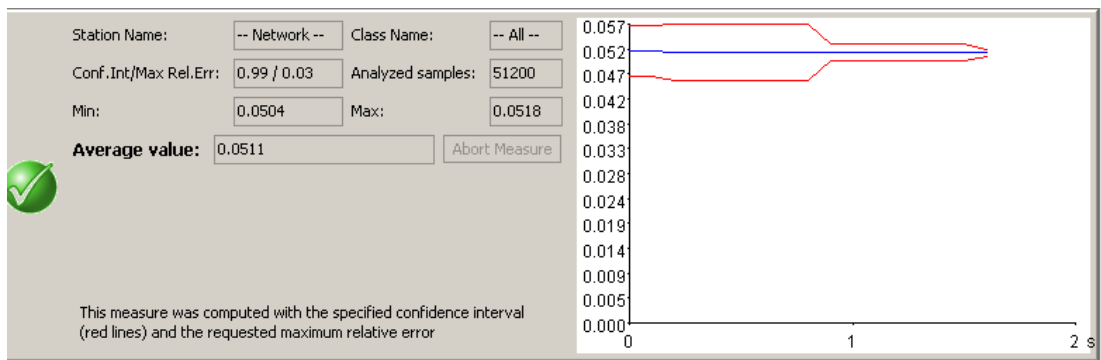 Station Name: -- Network -- Class Name: -- All --
Conf.Int/Max Rel.Err: 0.99 / 0.03 Analyzed samples: 51200
Min: 0.0504 Max: 0.0518
Average value: 0.0511 Abort Measure
This measure was computed with the specified confidence interval
(red lines) and the requested maximum relative error
0.057
0.052
0.047
0.042
0.038
0.033
0.028
0.024
0.019
0.014
0.009
0.005
0.000
0 1 2 s